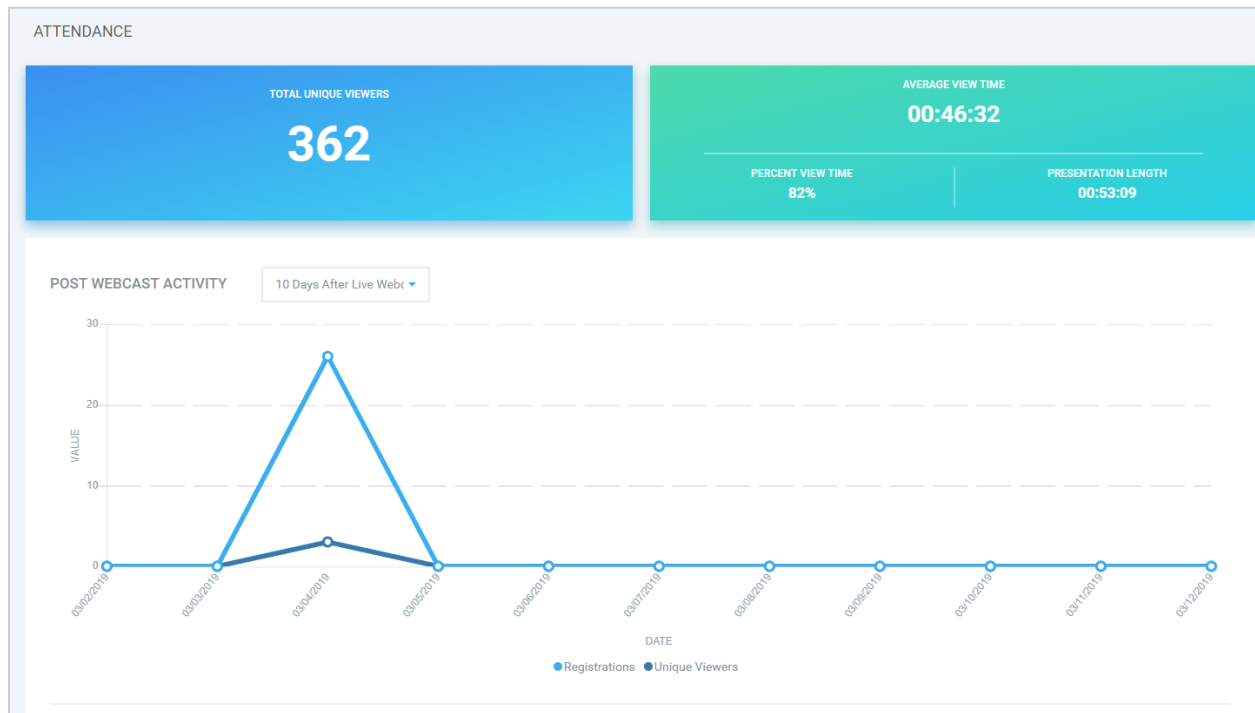 ATTENDANCE
TOTAL UNIQUE VIEWERS
362
AVERAGE VIEW TIME
00:46:32
PERCENT VIEW TIME
82%
PRESENTATION LENGTH
00:53:09
POST WEBCAST ACTIVITY
10 Days After Live Webc
30
20
10
0
VALUE
03/02/2019
03/03/2019
03/04/2019
03/05/2019
03/06/2019
03/07/2019
03/08/2019
03/09/2019
03/10/2019
03/11/2019
03/12/2019
DATE
Registrations
Unique Viewers